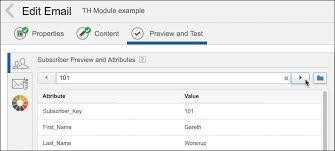 Edit Email TH Module example
Properties Content Preview and Test
Subscriber Preview and Attributes ?
101
Attribute Value
Subscriber_Key 101
First_Name Gareth
Last_Name Worsnup